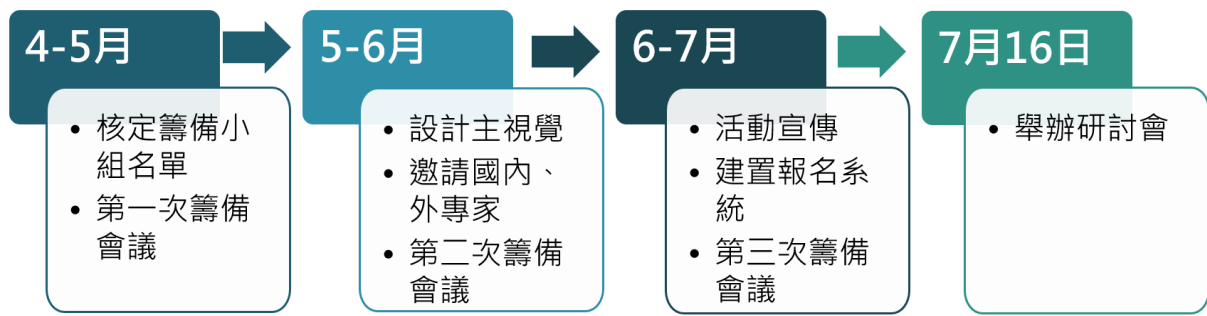 4-5月
• 核定籌備小
組名單
• 第一次籌備
會議
5-6月
• 設計主視覺
• 邀請國內、
外專家
• 第二次籌備
會議
6-7月
• 活動宣傳
• 建置報名系
統
• 第三次籌備
會議
7月16日
• 舉辦研討會